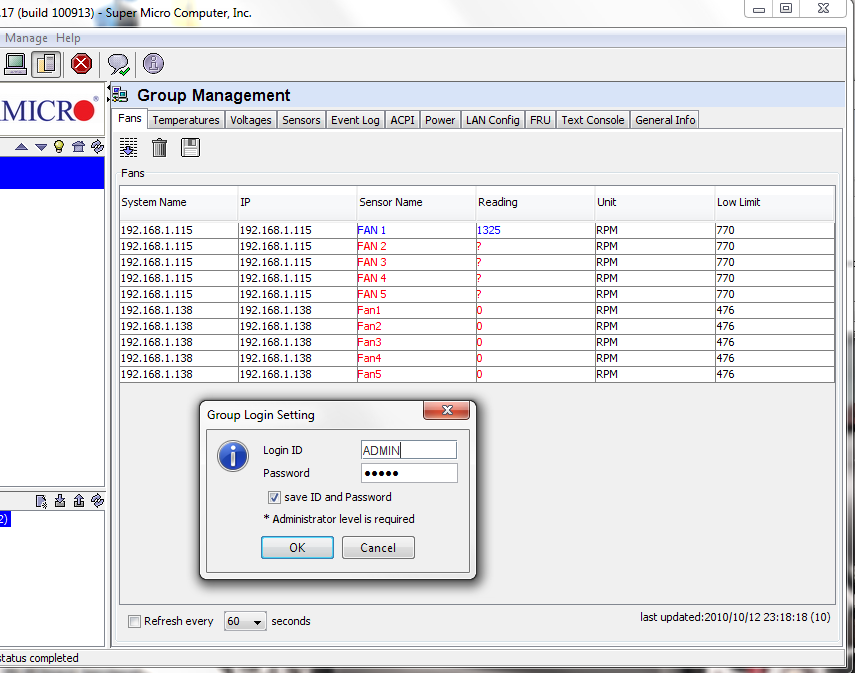 .17 (build 100913) - Super Micro Computer, Inc.
Manage Help
MICRO®
Group Management
Fans Temperatures Voltages Sensors Event Log ACPI Power LAN Config FRU Text Console General Info
Fans
System Name IP Sensor Name Reading Unit Low Limit
192.168.1.115 192.168.1.115 FAN 1 1325 RPM 770
192.168.1.115 192.168.1.115 FAN 2 ? RPM 770
192.168.1.115 192.168.1.115 FAN 3 ? RPM 770
192.168.1.115 192.168.1.115 FAN 4 ? RPM 770
192.168.1.115 192.168.1.115 FAN 5 ? RPM 770
192.168.1.138 192.168.1.138 Fan1 0 RPM 476
192.168.1.138 192.168.1.138 Fan2 0 RPM 476
192.168.1.138 192.168.1.138 Fan3 0 RPM 476
192.168.1.138 192.168.1.138 Fan4 0 RPM 476
192.168.1.138 192.168.1.138 Fan5 0 RPM 476
Group Login Setting
Login ID ADMIN
Password •••••
save ID and Password
* Administrator level is required
OK Cancel
2)
Refresh every 60 seconds
last updated:2010/10/12 23:18:18 (10)
status completed